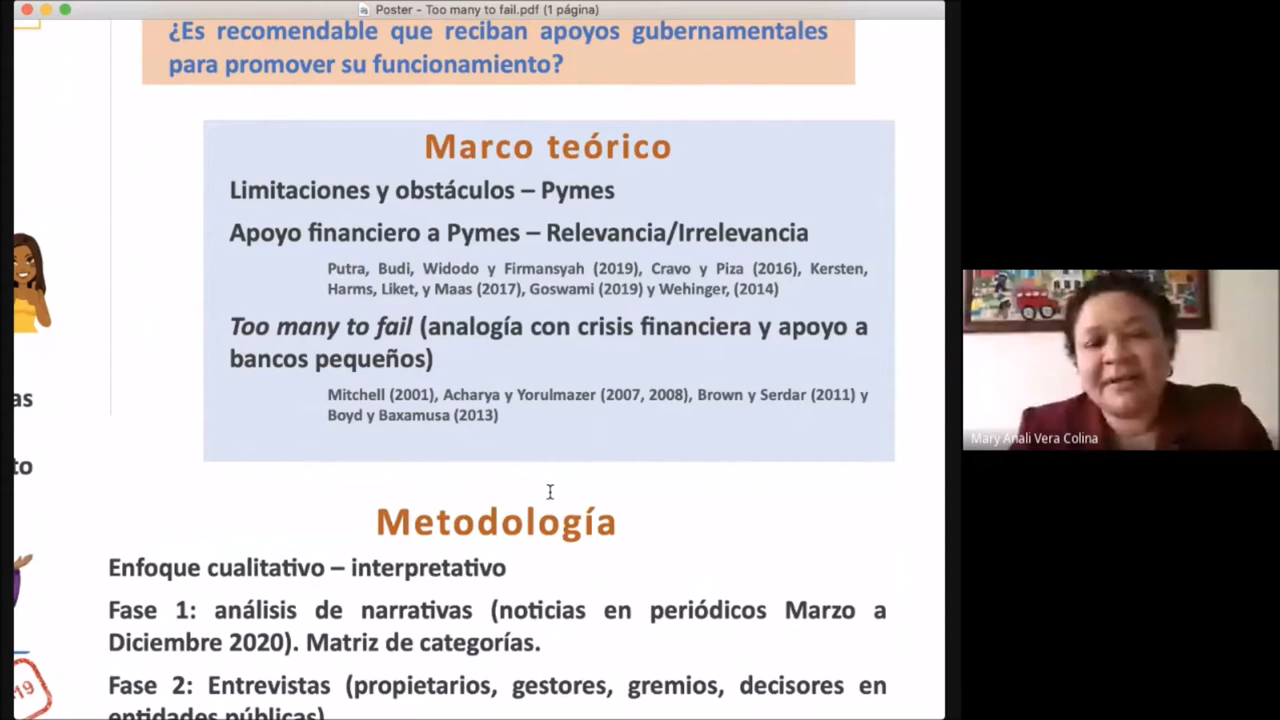 Poster - Too many to fail.pdf (1 página)
¿Es recomendable que reciban apoyos gubernamentales
para promover su funcionamiento?
Marco teórico
Limitaciones y obstáculos – Pymes
Apoyo financiero a Pymes – Relevancia/Irrelevancia
Putra, Budi, Widodo y Firmansyah (2019), Cravo y Piza (2016), Kersten,
Harms, Liket, y Maas (2017), Goswami (2019) y Wehinger, (2014)
Too many to fail (analogía con crisis financiera y apoyo a
bancos pequeños)
Mitchell (2001), Acharya y Yorulmazer (2007, 2008), Brown y Serdar (2011) y
Boyd y Baxamusa (2013)
as
to
Metodología
Enfoque cualitativo – interpretativo
Fase 1: análisis de narrativas (noticias en periódicos Marzo a
Diciembre 2020). Matriz de categorías.
Fase 2: Entrevistas (propietarios, gestores, gremios, decisores en
entidades públicas)
19
Mary Anali Vera Colina